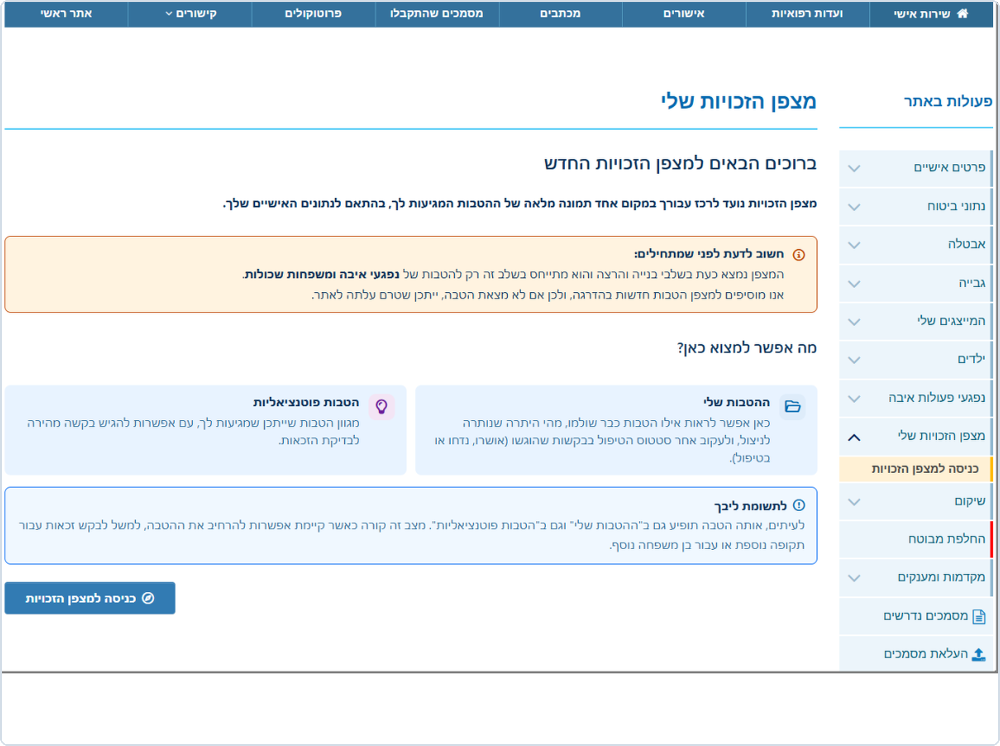 שירות אישי
ועדות רפואיות
אישורים
מכתבים
מסמכים שהתקבלו
פרוטוקולים
קישורים
אתר ראשי
פעולות באתר
פרטים אישיים
נתוני ביטוח
אבטלה
גבייה
המייצגים שלי
ילדים
נפגעי פעולות איבה
מצפן הזכויות שלי
כניסה למצפן הזכויות
שיקום
החלפת מבוטח
מקדמות ומענקים
מסמכים נדרשים
העלאת מסמכים
מצפן הזכויות שלי
ברוכים הבאים למצפן הזכויות החדש
מצפן הזכויות נועד לרכז עבורך במקום אחד תמונה מלאה של ההטבות המגיעות לך, בהתאם לנתונים האישיים שלך.
חשוב לדעת לפני שמתחילים:
המצפן נמצא כעת בשלבי בנייה והרצה והוא מתייחס בשלב זה רק להטבות של נפגעי איבה ומשפחות שכולות.
אנו מוסיפים למצפן הטבות חדשות בהדרגה, ולכן אם לא מצאת הטבה, ייתכן שטרם עלתה לאתר.
מה אפשר למצוא כאן?
ההטבות שלי
כאן אפשר לראות אילו הטבות כבר שולמו, מהי היתרה שנותרה
לניצול, ולעקוב אחר סטטוס הטיפול בבקשות שהוגשו (אושרו, נדחו או
בטיפול).
הטבות פוטנציאליות
מגוון הטבות שייתכן שמגיעות לך, עם אפשרות להגיש בקשה מהירה
לבדיקת הזכאות.
לתשומת ליבך
לעיתים, אותה הטבה תופיע גם ב"ההטבות שלי" וגם ב"הטבות פוטנציאליות". מצב זה קורה כאשר קיימת אפשרות להרחיב את ההטבה, למשל לבקש זכאות עבור
תקופה נוספת או עבור בן משפחה נוסף.
כניסה למצפן הזכויות